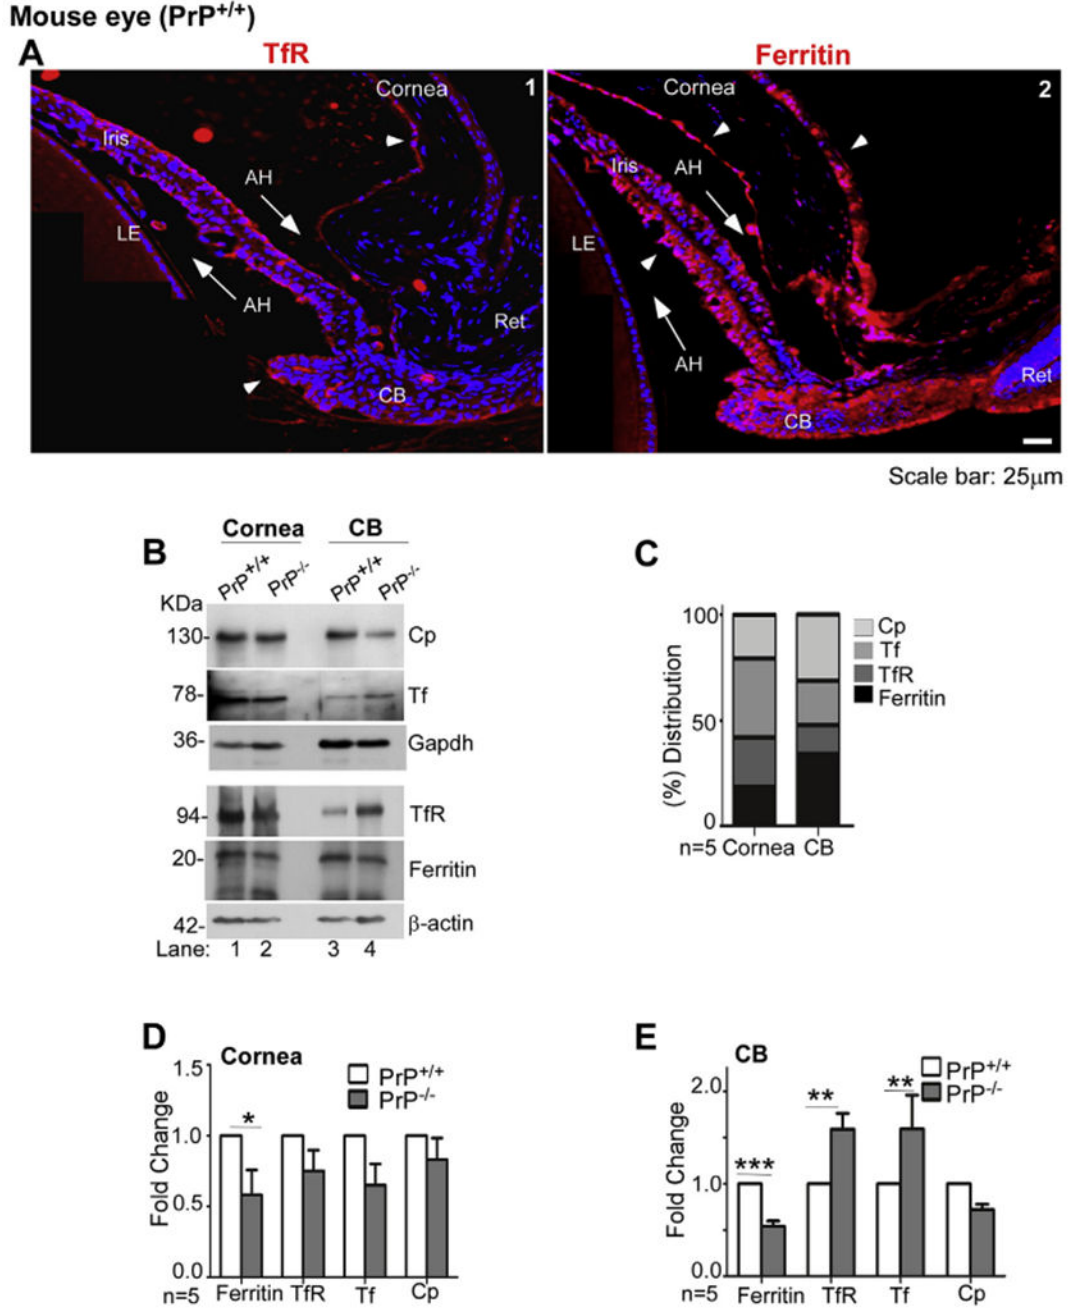 Mouse eye (PrP+/+)
A
TfR
Ferritin
Cornea
1
Iris
AH
LE
AH
Ret
CB
Cornea
2
Iris
AH
LE
AH
Ret
CB
Scale bar: 25μm
B
Cornea CB
PrP+/+ PrP-/- PrP+/+ PrP-/-
KDa
130- Cp
78- Tf
36- Gapdh
94- TfR
20- Ferritin
42- β-actin
Lane: 1 2 3 4
C
(%) Distribution
100
50
0
Cp
Tf
TfR
Ferritin
n=5 Cornea CB
D
Cornea
Fold Change
1.5
1.0
0.5
0.0
PrP+/+
PrP-/-
*
n=5 Ferritin TfR Tf Cp
E
CB
Fold Change
2.0
1.0
0.0
PrP+/+
PrP-/-
*** ** **
n=5 Ferritin TfR Tf Cp